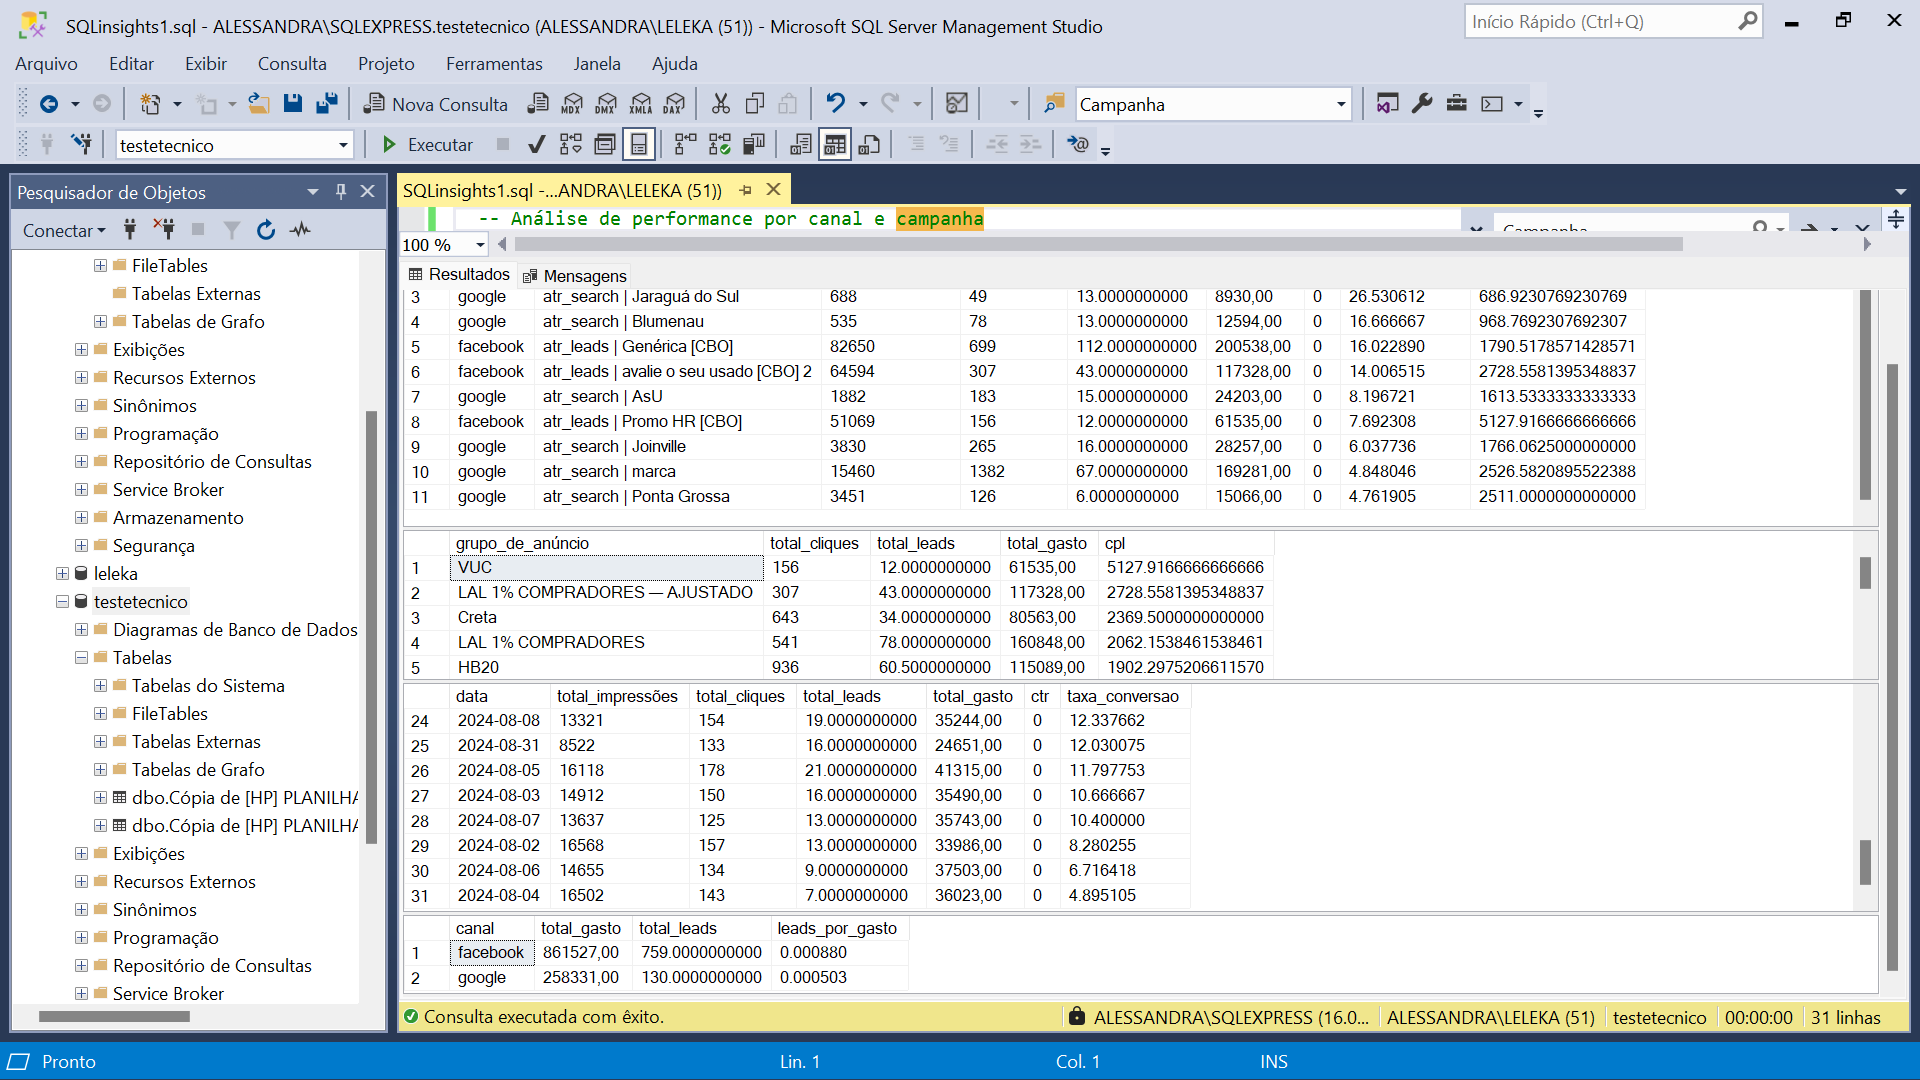 SQLinsights1.sql - ALESSANDRA\SQLEXPRESS.testetecnico (ALESSANDRA\LELEKA (51)) - Microsoft SQL Server Management Studio
Início Rápido (Ctrl+Q)
Arquivo Editar Exibir Consulta Projeto Ferramentas Janela Ajuda
Nova Consulta MDX DMX XMLA DAX Campanha
testetecnico Executar
Pesquisador de Objetos
Conectar
FileTables
Tabelas Externas
Tabelas de Grafo
Exibições
Recursos Externos
Sinônimos
Programação
Repositório de Consultas
Service Broker
Armazenamento
Segurança
leleka
testetecnico
Diagramas de Banco de Dados
Tabelas
Tabelas do Sistema
FileTables
Tabelas Externas
Tabelas de Grafo
dbo.Cópia de [HP] PLANILHA
dbo.Cópia de [HP] PLANILHA
Exibições
Recursos Externos
Sinônimos
Programação
Repositório de Consultas
Service Broker
SQLinsights1.sql -...ANDRA\LELEKA (51))
-- Análise de performance por canal e campanha
Campanha
100 %
Resultados Mensagens
3 google atr_search | Jaraguá do Sul 688 49 13.0000000000 8930,00 0 26.530612 686.9230769230769
4 google atr_search | Blumenau 535 78 13.0000000000 12594,00 0 16.666667 968.7692307692307
5 facebook atr_leads | Genérica [CBO] 82650 699 112.0000000000 200538,00 0 16.022890 1790.5178571428571
6 facebook atr_leads | avalie o seu usado [CBO] 2 64594 307 43.0000000000 117328,00 0 14.006515 2728.5581395348837
7 google atr_search | AsU 1882 183 15.0000000000 24203,00 0 8.196721 1613.5333333333333
8 facebook atr_leads | Promo HR [CBO] 51069 156 12.0000000000 61535,00 0 7.692308 5127.9166666666666
9 google atr_search | Joinville 3830 265 16.0000000000 28257,00 0 6.037736 1766.0625000000000
10 google atr_search | marca 15460 1382 67.0000000000 169281,00 0 4.848046 2526.5820895522388
11 google atr_search | Ponta Grossa 3451 126 6.0000000000 15066,00 0 4.761905 2511.0000000000000
grupo_de_anúncio total_cliques total_leads total_gasto cpl
1 VUC 156 12.0000000000 61535,00 5127.9166666666666
2 LAL 1% COMPRADORES — AJUSTADO 307 43.0000000000 117328,00 2728.5581395348837
3 Creta 643 34.0000000000 80563,00 2369.5000000000000
4 LAL 1% COMPRADORES 541 78.0000000000 160848,00 2062.1538461538461
5 HB20 936 60.5000000000 115089,00 1902.2975206611570
data total_impressões total_cliques total_leads total_gasto ctr taxa_conversao
24 2024-08-08 13321 154 19.0000000000 35244,00 0 12.337662
25 2024-08-31 8522 133 16.0000000000 24651,00 0 12.030075
26 2024-08-05 16118 178 21.0000000000 41315,00 0 11.797753
27 2024-08-03 14912 150 16.0000000000 35490,00 0 10.666667
28 2024-08-07 13637 125 13.0000000000 35743,00 0 10.400000
29 2024-08-02 16568 157 13.0000000000 33986,00 0 8.280255
30 2024-08-06 14655 134 9.0000000000 37503,00 0 6.716418
31 2024-08-04 16502 143 7.0000000000 36023,00 0 4.895105
canal total_gasto total_leads leads_por_gasto
1 facebook 861527,00 759.0000000000 0.000880
2 google 258331,00 130.0000000000 0.000503
Consulta executada com êxito. ALESSANDRA\SQLEXPRESS (16.0... ALESSANDRA\LELEKA (51) testetecnico 00:00:00 31 linhas
Pronto Lin. 1 Col. 1 INS